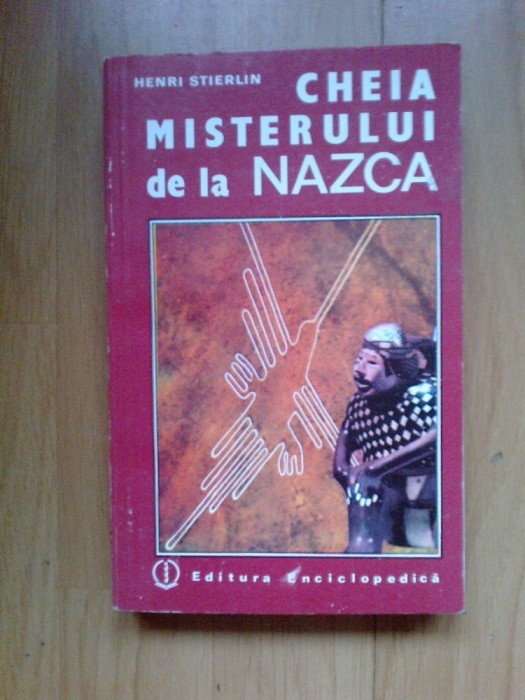 HENRI STIERLIN
CHEIA
MISTERULUI
de la NAZCA
Editura Enciclopedică